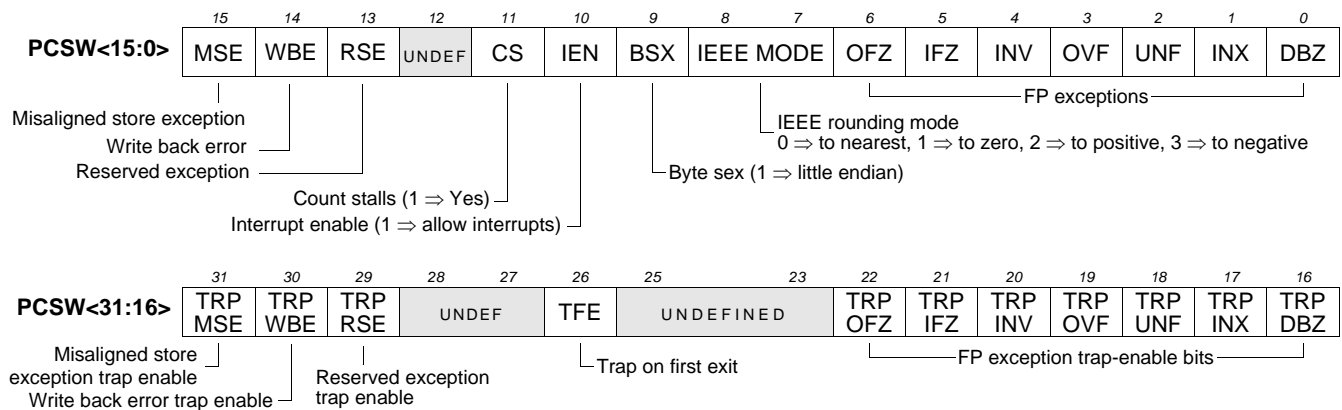 15 14 13 12 11 10 9 8 7 6 5 4 3 2 1 0
PCSW<15:0> MSE WBE RSE UNDEF CS IEN BSX IEEE MODE OFZ IFZ INV OVF UNF INX DBZ
FP exceptions
Misaligned store exception
IEEE rounding mode
Write back error
0 ⇒ to nearest, 1 ⇒ to zero, 2 ⇒ to positive, 3 ⇒ to negative
Reserved exception
Byte sex (1 ⇒ little endian)
Count stalls (1 ⇒ Yes)
Interrupt enable (1 ⇒ allow interrupts)
31 30 29 28 27 26 25 23 22 21 20 19 18 17 16
PCSW<31:16> TRP MSE TRP WBE TRP RSE UNDEF TFE UNDEFINED TRP OFZ TRP IFZ TRP INV TRP OVF TRP UNF TRP INX TRP DBZ
Misaligned store
exception trap enable
Write back error trap enable
Reserved exception
trap enable
Trap on first exit
FP exception trap-enable bits